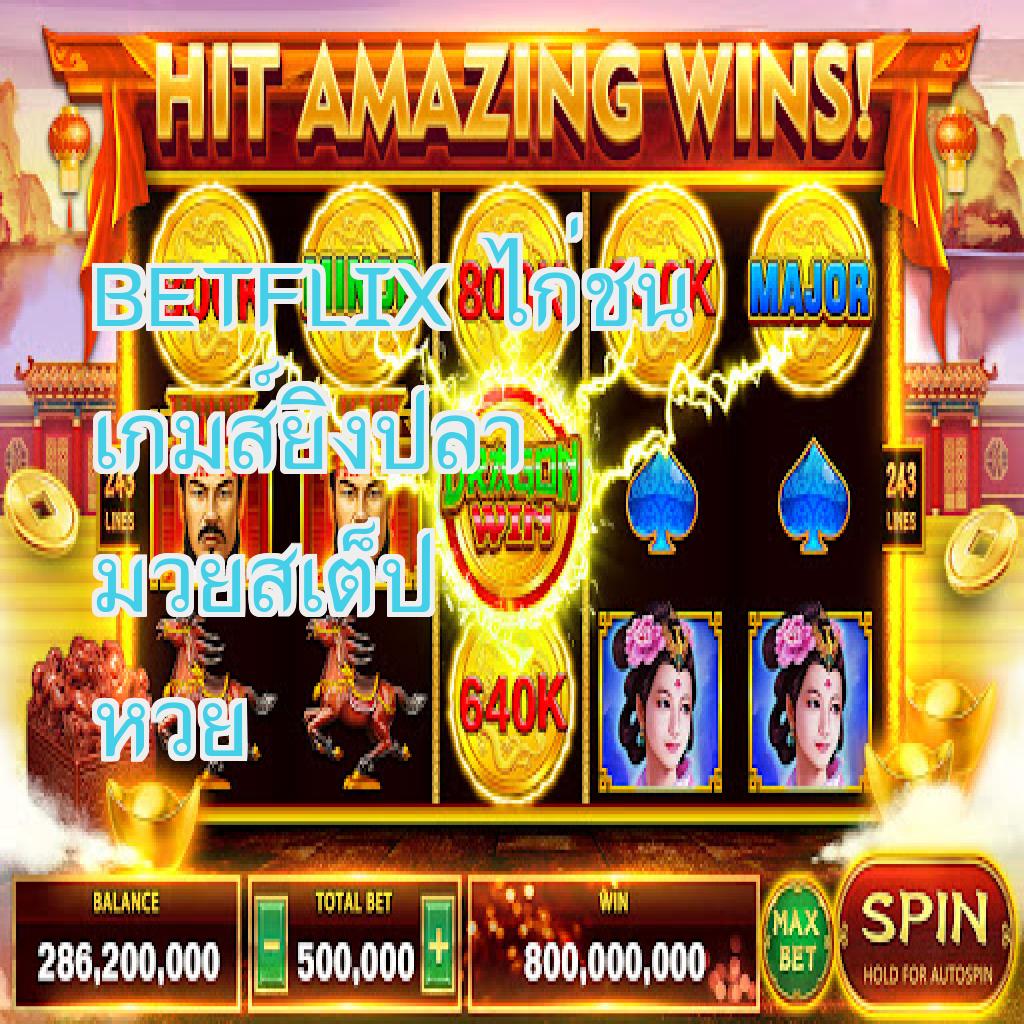 HIT AMAZING WINS!
BETFLIX ไก่ชน
MAJOR
เกมส์ยิงปลา
DRAGON
WIN
243
LINES
243
LINES
มวยสเต็ป
หวย
640K
BALANCE
286,200,000
TOTAL BET
- 500,000 +
WIN
800,000,000
MAX
BET
SPIN
HOLD FOR AUTOSPIN